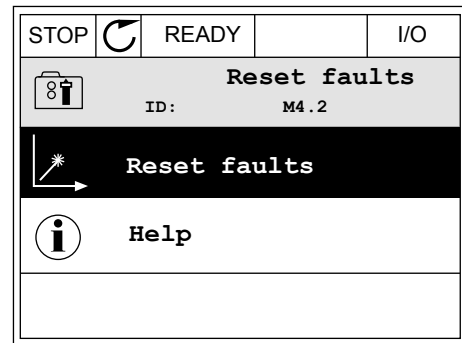 STOP READY I/O
Reset faults
ID: M4.2
Reset faults
Help